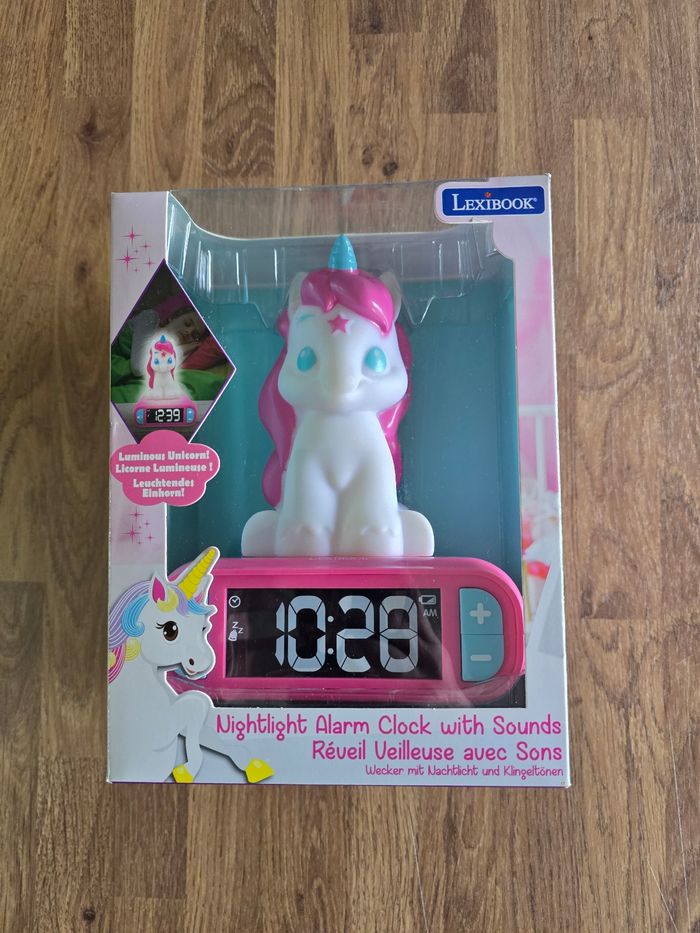 LEXIBOOK®
12:39
Luminous Unicorn!
Licorne Lumineuse !
Leuchtendes
Einhorn!
LEXIBOOK
10:28
AM
Z Z
+
−
Nightlight Alarm Clock with Sounds
Réveil Veilleuse avec Sons
Wecker mit Nachtlicht und Klingeltönen